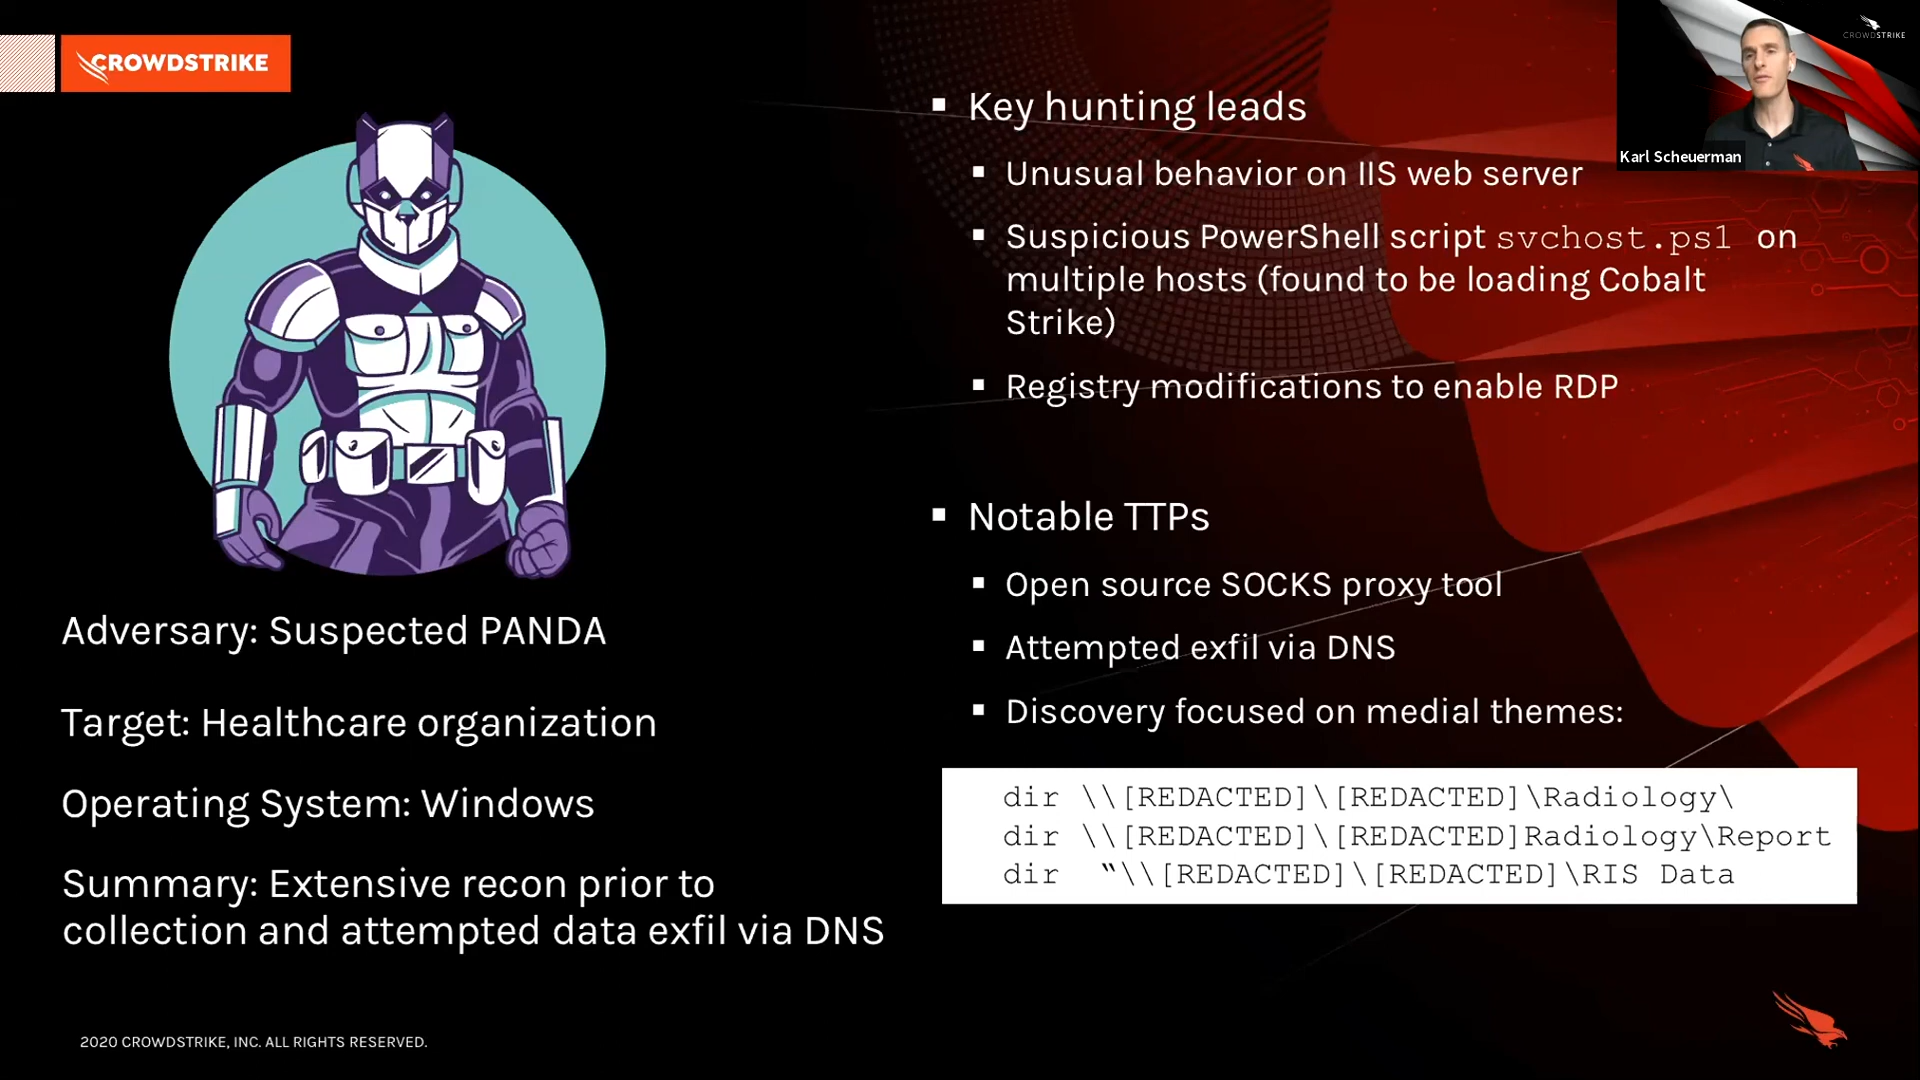 CROWDSTRIKE
CROWDSTRIKE
Karl Scheuerman
Adversary: Suspected PANDA
Target: Healthcare organization
Operating System: Windows
Summary: Extensive recon prior to
collection and attempted data exfil via DNS
Key hunting leads
Unusual behavior on IIS web server
Suspicious PowerShell script svchost.ps1 on
multiple hosts (found to be loading Cobalt
Strike)
Registry modifications to enable RDP
Notable TTPs
Open source SOCKS proxy tool
Attempted exfil via DNS
Discovery focused on medial themes:
dir \\[REDACTED]\[REDACTED]\Radiology\
dir \\[REDACTED]\[REDACTED]Radiology\Report
dir “\\[REDACTED]\[REDACTED]\RIS Data
2020 CROWDSTRIKE, INC. ALL RIGHTS RESERVED.